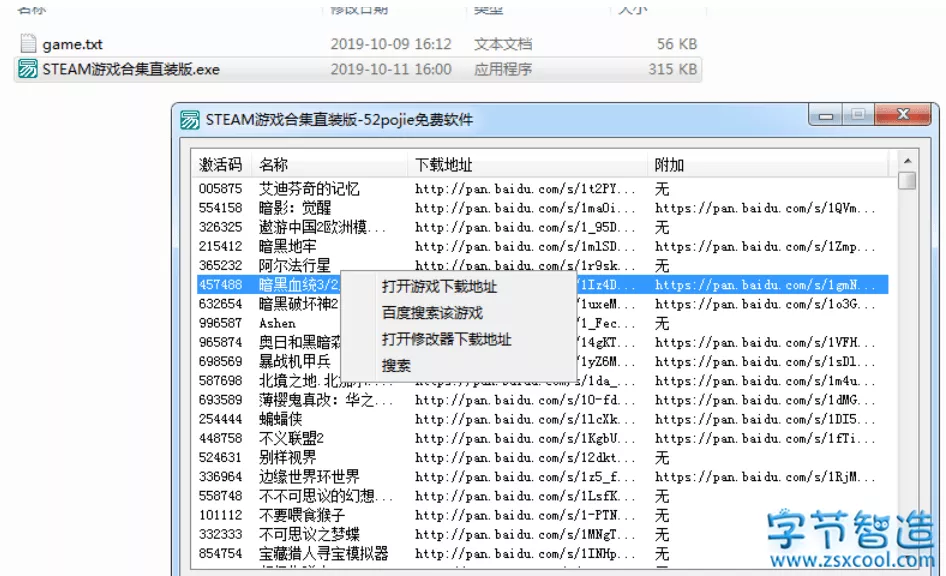 名称 修改日期 类型 大小
game.txt 2019-10-09 16:12 文本文档 56 KB
STEAM游戏合集直装版.exe 2019-10-11 16:00 应用程序 315 KB
STEAM游戏合集直装版-52pojie免费软件
激活码 名称 下载地址 附加
005875 艾迪芬奇的记忆 http://pan.baidu.com/s/1t2PY... 无
554158 暗影：觉醒 http://pan.baidu.com/s/1maOi... https://pan.baidu.com/s/1QVm...
326325 遨游中国2欧洲模... http://pan.baidu.com/s/1_95D... 无
215412 暗黑地牢 http://pan.baidu.com/s/1mlSD... https://pan.baidu.com/s/1Zmp...
365232 阿尔法行星 http://pan.baidu.com/s/1r9sk... 无
457488 暗黑血统3/2 /1Iz4D... https://pan.baidu.com/s/1gmN...
632654 暗黑破坏神2 /1uxeM... https://pan.baidu.com/s/1o3G...
996587 Ashen /1_Fec... 无
965874 奥日和黑暗森 /14gKT... https://pan.baidu.com/s/1VFH...
698569 暴战机甲兵 /1yZ6M... https://pan.baidu.com/s/1sDl...
587698 北境之地 http://pan.baidu.com/s/1da_... https://pan.baidu.com/s/1m4u...
打开游戏下载地址
百度搜索该游戏
打开修改器下载地址
搜索
693589 薄樱鬼真改：华之... http://pan.baidu.com/s/1O-fd... https://pan.baidu.com/s/1dMG...
254444 蝙蝠侠 http://pan.baidu.com/s/1lcXk... https://pan.baidu.com/s/1DI5...
448758 不义联盟2 http://pan.baidu.com/s/1KgbU... https://pan.baidu.com/s/1fTi...
524631 别样视界 http://pan.baidu.com/s/12dkt... 无
336964 边缘世界环世界 http://pan.baidu.com/s/1z5_f... https://pan.baidu.com/s/1RjM...
558748 不不可思议的幻想... http://pan.baidu.com/s/1LsfK... 无
101112 不要喂食猴子 http://pan.baidu.com/s/1-PTN... 无
332333 不可思议之梦蝶 http://pan.baidu.com/s/1MNgT... 无
854754 宝藏猎人寻宝模拟器 http://pan.baidu.com/s/1INHp... 无
字节智造
www.zsxcool.com